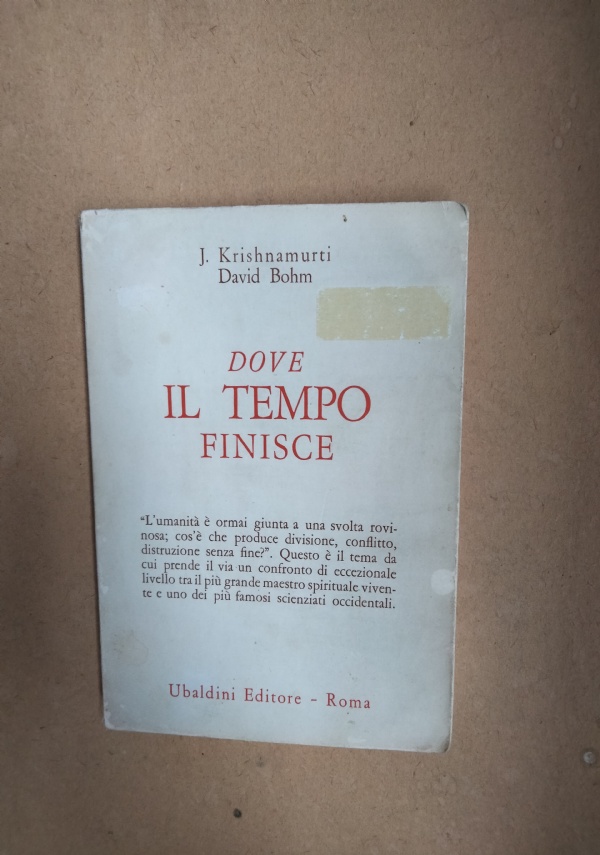 J. Krishnamurti
David Bohm
DOVE
IL TEMPO
FINISCE
"L'umanità è ormai giunta a una svolta rovi-
nosa; cos'è che produce divisione, conflitto,
distruzione senza fine?". Questo è il tema da
cui prende il via un confronto di eccezionale
livello tra il più grande maestro spirituale viven-
te e uno dei più famosi scienziati occidentali.
Ubaldini Editore - Roma